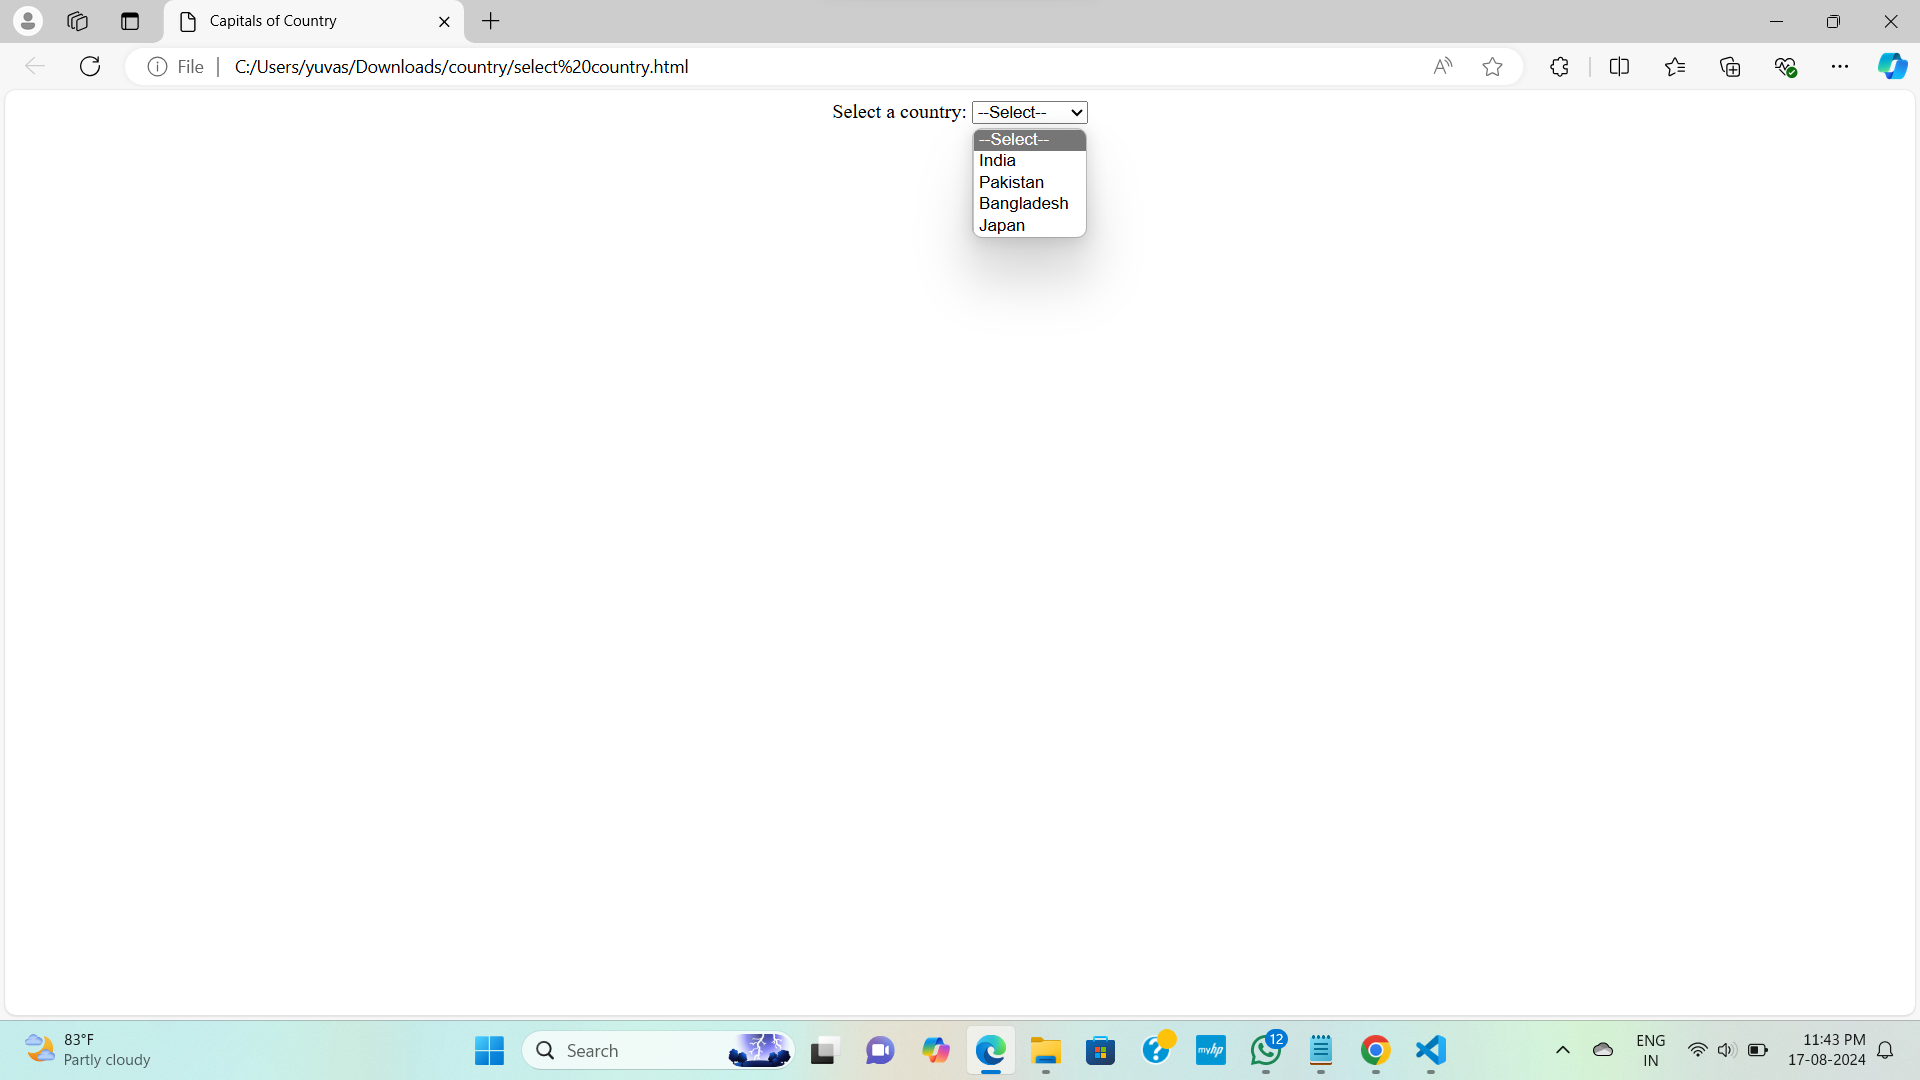 Capitals of Country
File
C:/Users/yuvas/Downloads/country/select%20country.html
Select a country: --Select--
--Select--
India
Pakistan
Bangladesh
Japan
83°F
Partly cloudy
Search
myhp
12
ENG
IN
11:43 PM
17-08-2024